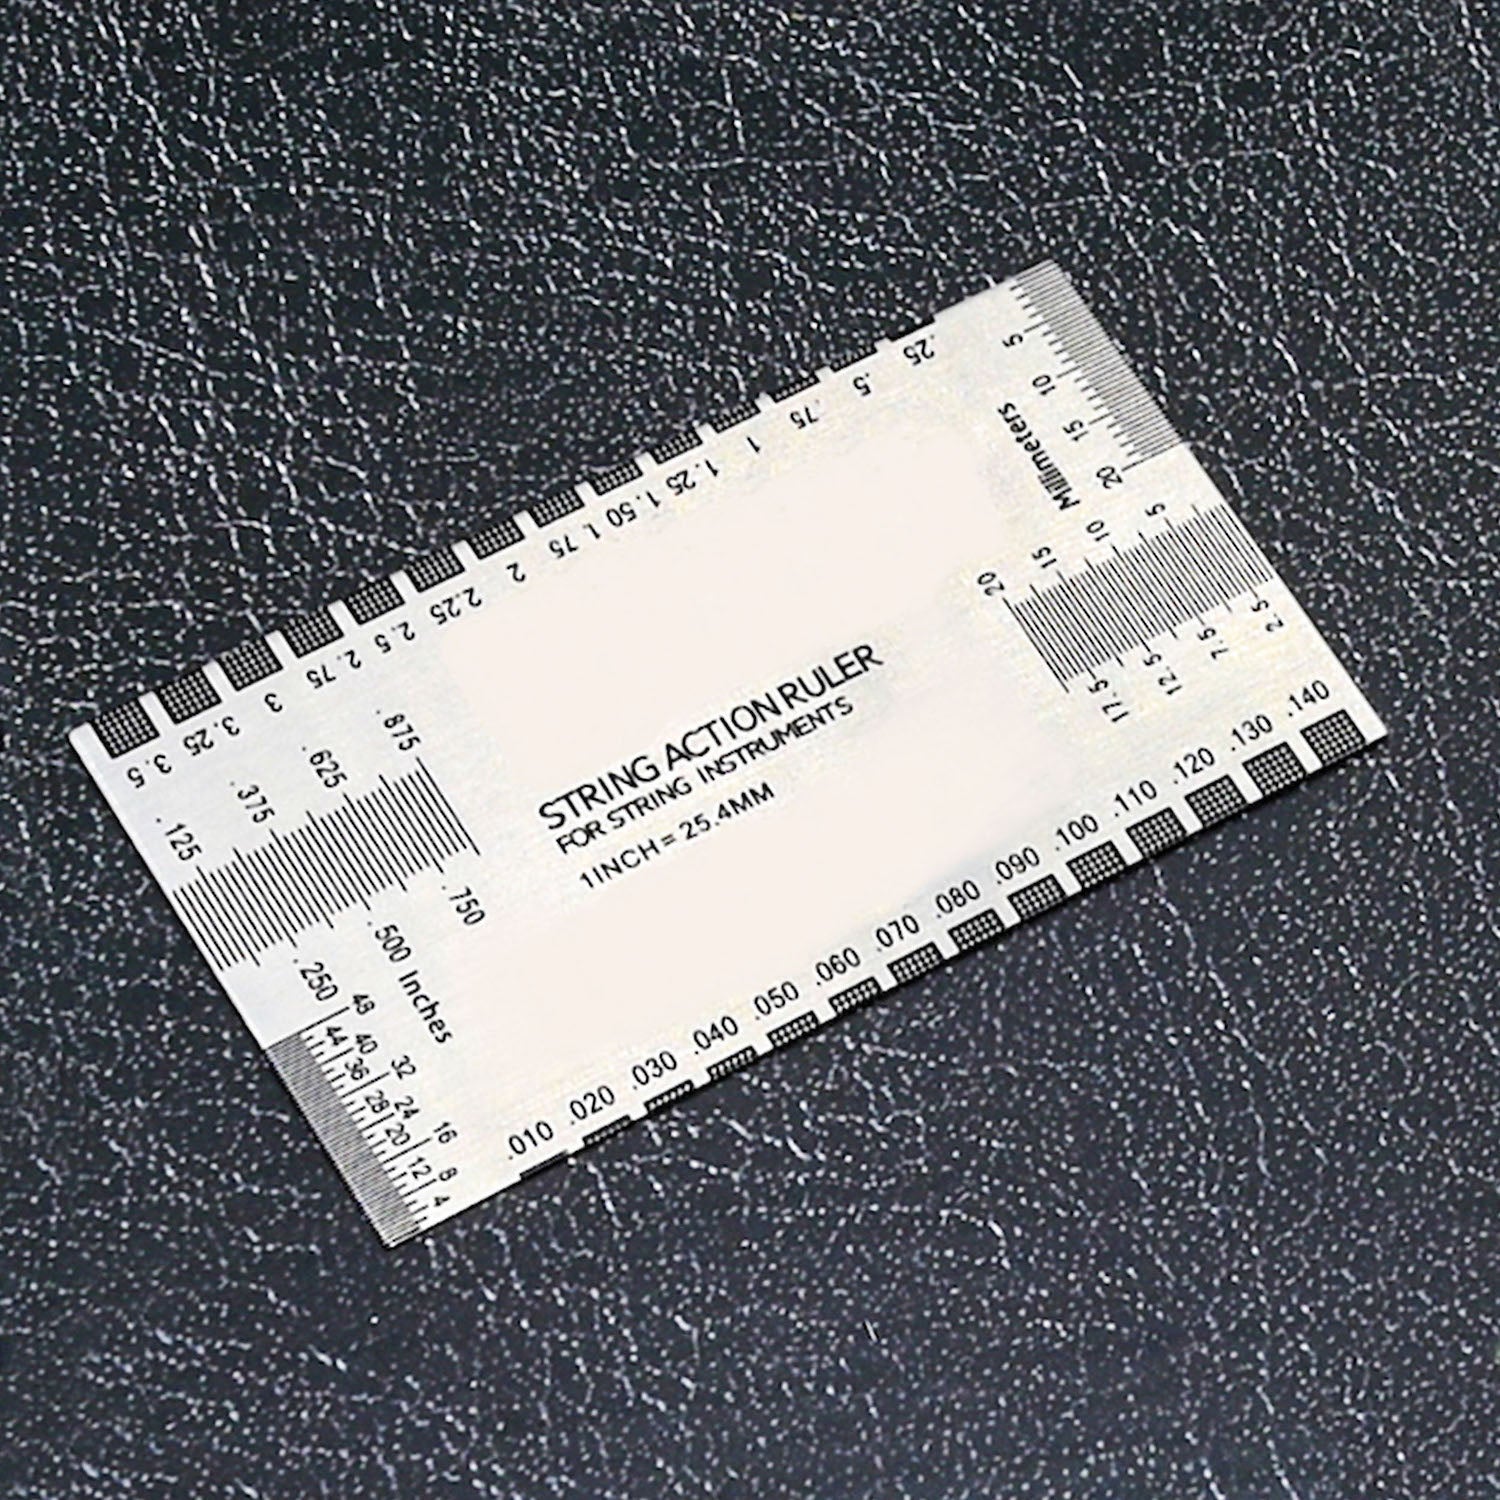 STRING ACTION RULER
FOR STRING INSTRUMENTS
1 INCH = 25.4MM
.25 .5 .75 1 1.25 1.50 1.75 2 2.25 2.5 2.75 3 3.25 3.5
.125 .375 .625 .875
.250 .500 Inches .750
48 40 32 24 16 8
44 36 28 20 12 4
.010 .020 .030 .040 .050 .060 .070 .080 .090 .100 .110 .120 .130 .140
5 10 15 20
Millimeters
20 15 10 5
17.5 12.5 7.5 2.5